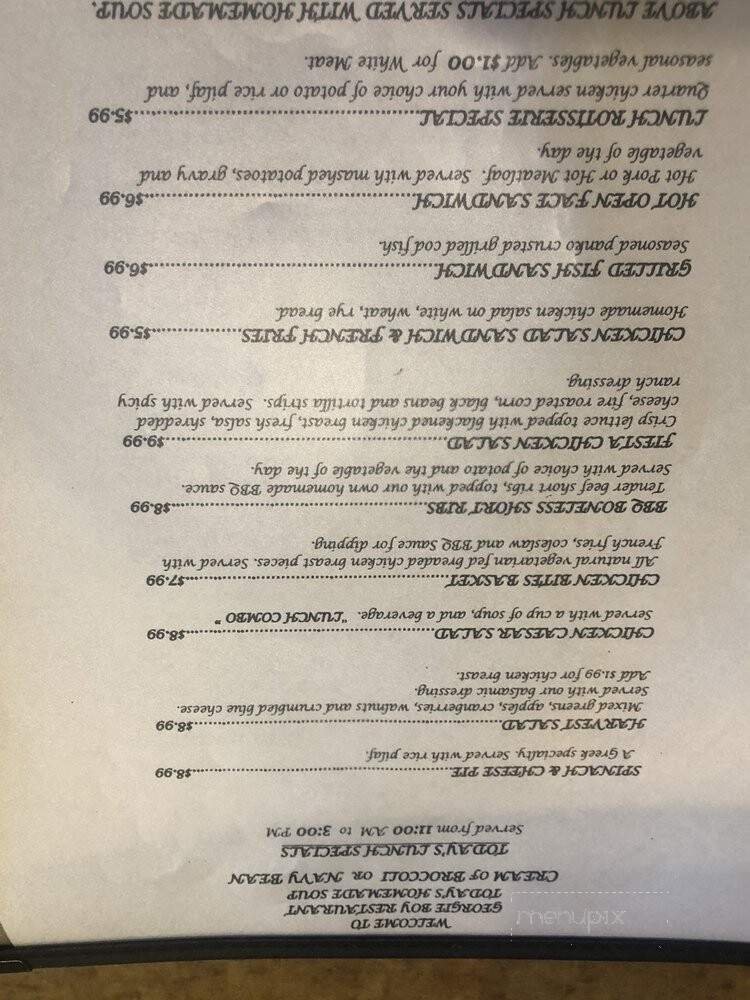 WELCOME TO
GEORGIE BOY RESTAURANT
TODAY'S HOMEMADE SOUP
CREAM OF BROCCOLI OR NAVY BEAN
TODAY'S LUNCH SPECIALS
Served from 11:00 AM to 3:00 PM
SPINACH & CHEESE PIE..............................$8.99
A Greek specialty. Served with rice pilaf.
HARVEST SALAD..............................$8.99
Mixed greens, apples, cranberries, walnuts and crumbled blue cheese.
Served with our balsamic dressing.
Add $1.99 for chicken breast.
CHICKEN CAESAR SALAD..............................$8.99
Served with a cup of soup, and a beverage. "LUNCH COMBO"
CHICKEN BITES BASKET..............................$7.99
All natural vegetarian fed breaded chicken breast pieces. Served with
French fries, coleslaw and BBQ Sauce for dipping.
BBQ BONELESS SHORT RIBS..............................$8.99
Tender beef short ribs, topped with our own homemade BBQ sauce.
Served with choice of potato and the vegetable of the day.
FIESTA CHICKEN SALAD..............................$9.99
Crisp lettuce topped with blackened chicken breast, fresh salsa, shredded
cheese, fire roasted corn, black beans and tortilla strips. Served with spicy
ranch dressing
CHICKEN SALAD SANDWICH & FRENCH FRIES....................$5.99
Homemade chicken salad on white, wheat, rye bread.
GRILLED FISH SANDWICH..............................$6.99
Seasoned panko crusted grilled cod fish.
HOT OPEN FACE SANDWICH..............................$6.99
Hot Pork or Hot Meatloaf. Served with mashed potatoes, gravy and
vegetable of the day.
LUNCH ROTISSERIE SPECIAL..............................$5.99
Quarter chicken served with your choice of potato or rice pilaf, and
seasonal vegetables. Add $1.00 for White Meat.
ABOVE LUNCH SPECIALS SERVED WITH HOMEMADE SOUP.
menupix